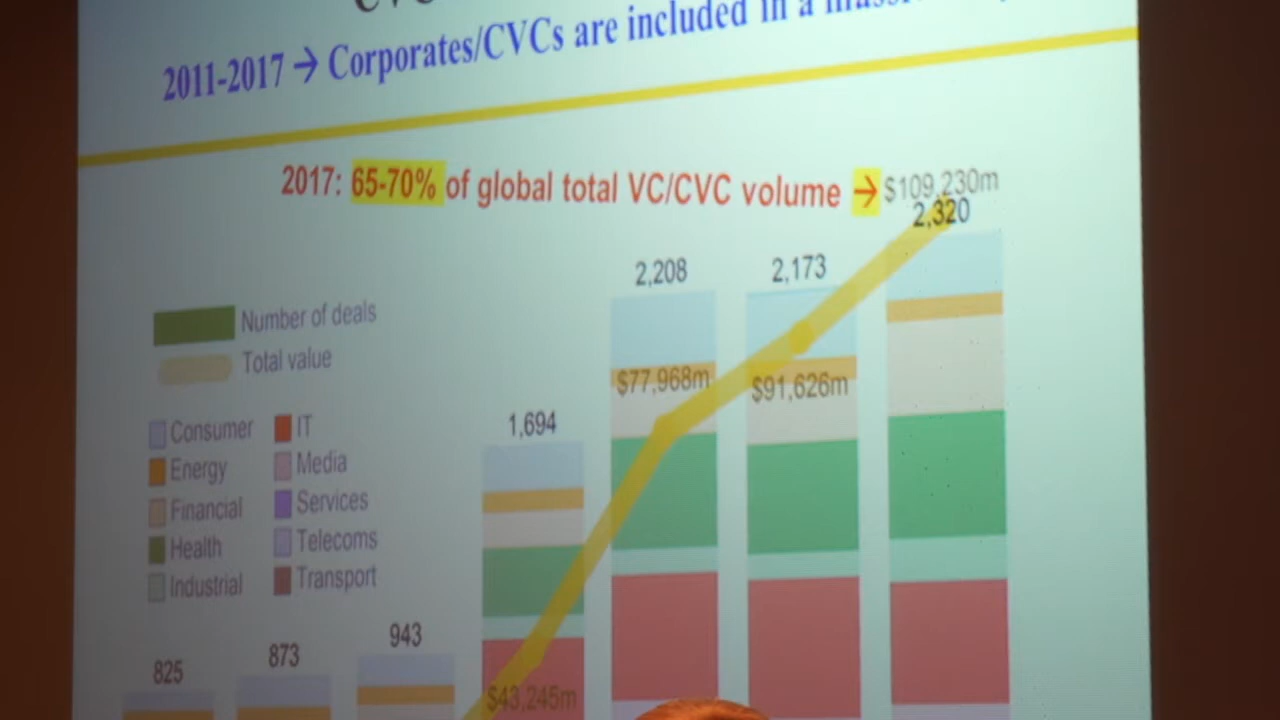 2011-2017 → Corporates/CVCs are included in a
2017: 65-70% of global total VC/CVC volume → $109,230m
2,320
2,208
2,173
Number of deals
Total value
$77,968m
$91,626m
1,694
Consumer
IT
Energy
Media
Financial
Services
Health
Telecoms
Industrial
Transport
943
873
825
$43,245m